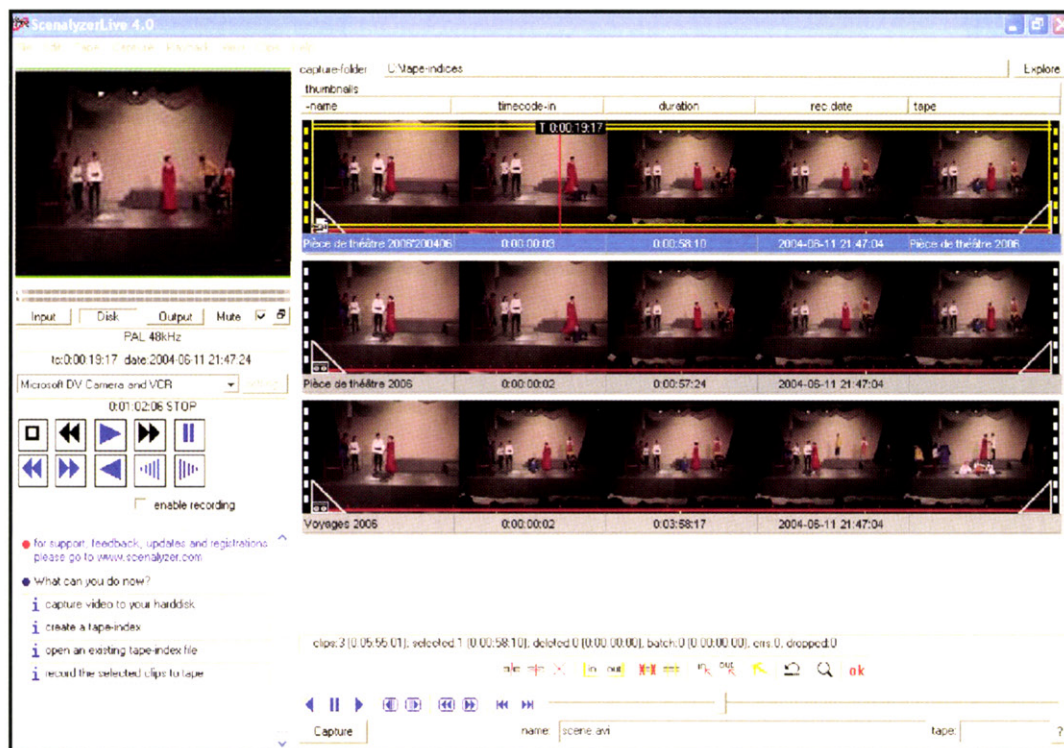 ScenalyzerLive 4.0
capture-folder C:\tape-indices Explore
thumbnails
-name timecode-in duration rec.date tape
T 0:00:19:17
Pièce de théâtre 2006*200406 0:00:00:03 0:00:58:10 2004-06-11 21:47:04 Pièce de théâtre 2006
Pièce de théâtre 2006 0:00:00:02 0:00:57:24 2004-06-11 21:47:04
Voyages 2006 0:00:00:02 0:03:58:17 2004-06-11 21:47:04
Input Disk Output Mute
PAL 48kHz
tc:0:00:19:17 date:2004-06-11 21:47:24
Microsoft DV Camera and VCR
0:01:02:06 STOP
enable recording
for support, feedback, updates and registrations
please go to www.scenalyzer.com
What can you do now?
i capture video to your harddisk
i create a tape-index
i open an existing tape-index file
i record the selected clips to tape
clips:3 [0:05:55:01], selected:1 [0:00:58:10], deleted:0 [0:00:00:00], batch:0 [0:00:00:00], errs:0, dropped:0
in out in out ok
Capture name: scene.avi tape: ?